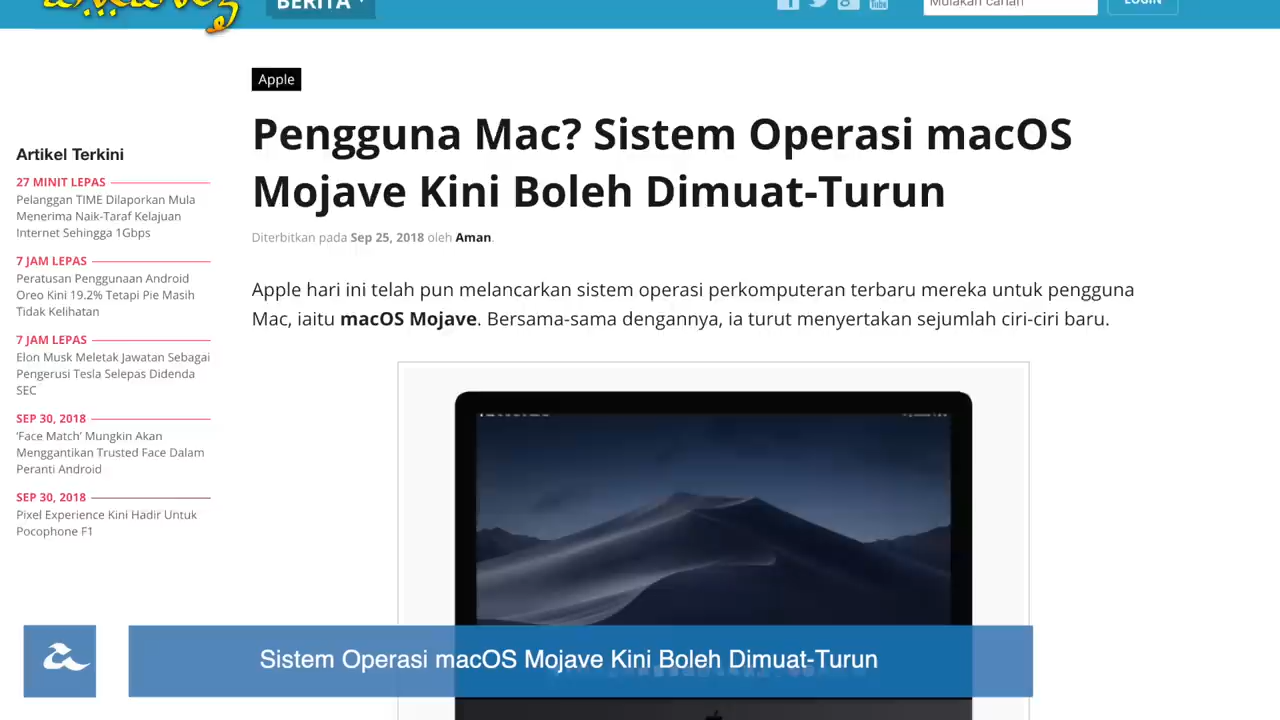 BERITA
Mulakan carian
LOGIN
Apple
Pengguna Mac? Sistem Operasi macOS
Mojave Kini Boleh Dimuat-Turun
Diterbitkan pada Sep 25, 2018 oleh Aman.
Apple hari ini telah pun melancarkan sistem operasi perkomputeran terbaru mereka untuk pengguna
Mac, iaitu macOS Mojave. Bersama-sama dengannya, ia turut menyertakan sejumlah ciri-ciri baru.
Artikel Terkini
27 MINIT LEPAS
Pelanggan TIME Dilaporkan Mula
Menerima Naik-Taraf Kelajuan
Internet Sehingga 1Gbps
7 JAM LEPAS
Peratusan Penggunaan Android
Oreo Kini 19.2% Tetapi Pie Masih
Tidak Kelihatan
7 JAM LEPAS
Elon Musk Meletak Jawatan Sebagai
Pengerusi Tesla Selepas Didenda
SEC
SEP 30, 2018
‘Face Match’ Mungkin Akan
Menggantikan Trusted Face Dalam
Peranti Android
SEP 30, 2018
Pixel Experience Kini Hadir Untuk
Pocophone F1
Sistem Operasi macOS Mojave Kini Boleh Dimuat-Turun